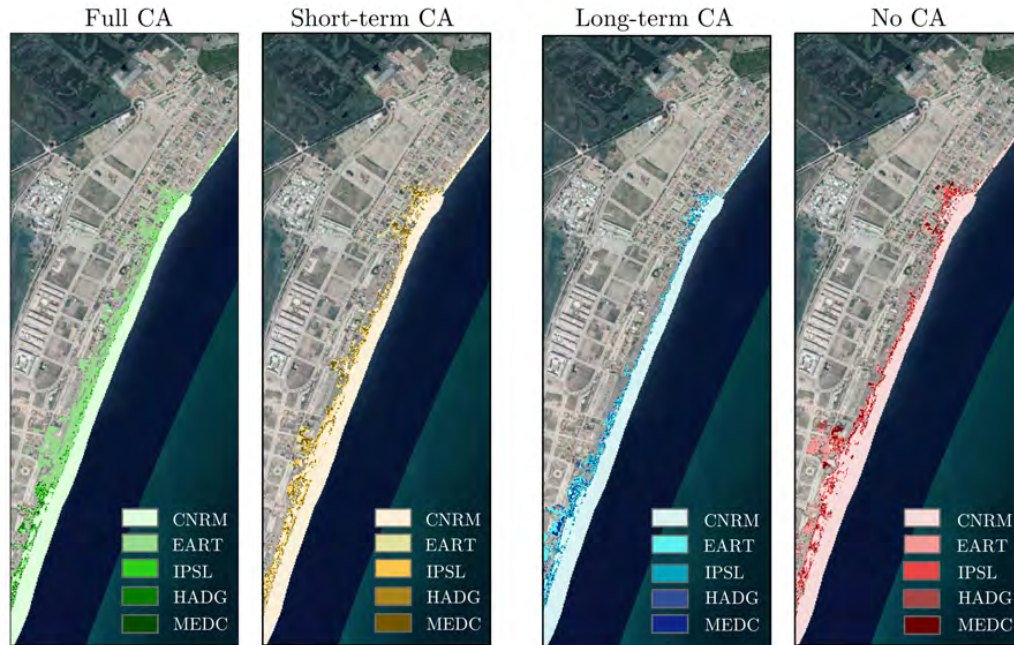 Full CA
Short-term CA
Long-term CA
No CA
CNRM
EART
IPSL
HADG
MEDC
CNRM
EART
IPSL
HADG
MEDC
CNRM
EART
IPSL
HADG
MEDC
CNRM
EART
IPSL
HADG
MEDC